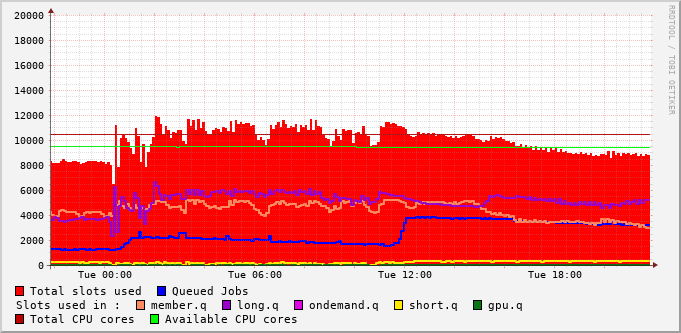 20000
18000
16000
14000
12000
10000
8000
6000
4000
2000
0
Tue 00:00 Tue 06:00 Tue 12:00 Tue 18:00
RRDTOOL / TOBI OETIKER
Total slots used Queued Jobs
Slots used in : member.q long.q ondemand.q short.q gpu.q
Total CPU cores Available CPU cores